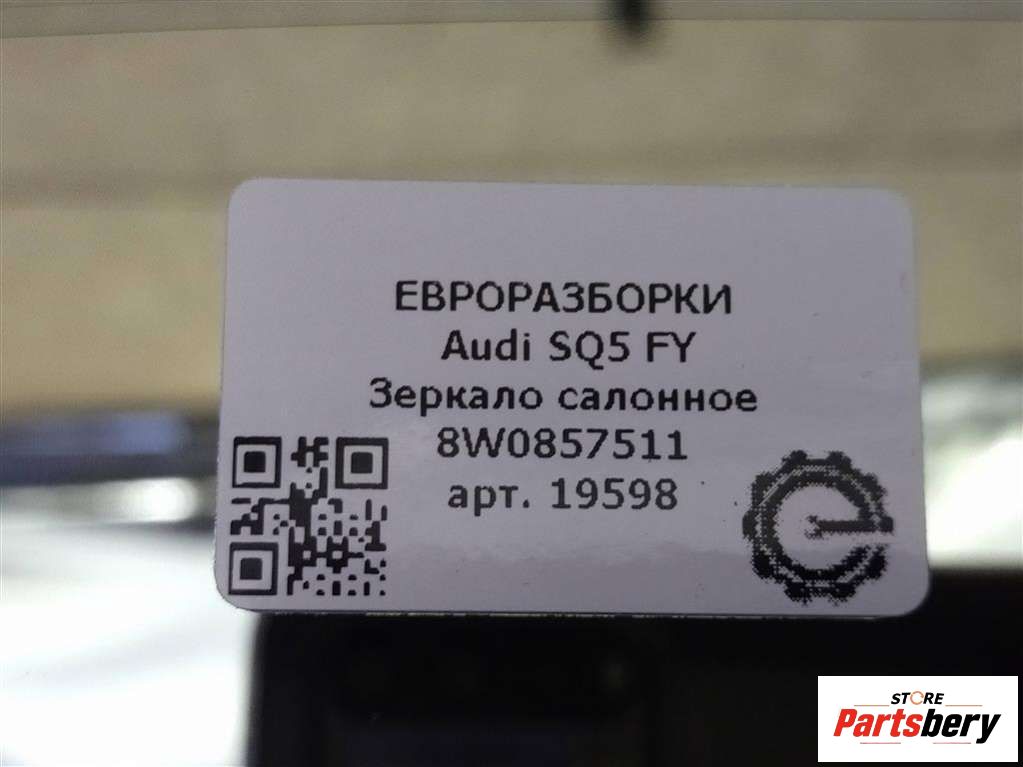 ЕВРОРАЗБОРКИ
Audi SQ5 FY
Зеркало салонное
8W0857511
арт. 19598
STORE
Partsbery